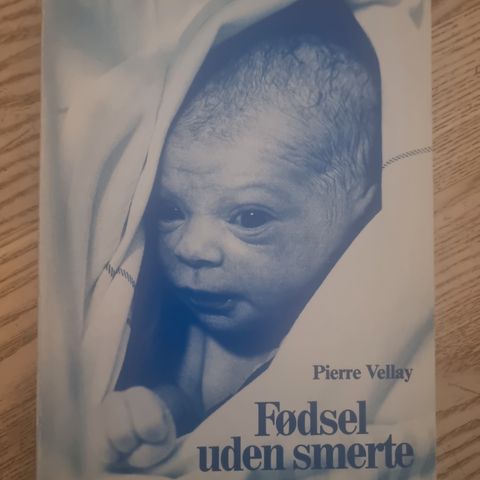 Pierre Vellay
Fødsel
uden smerte